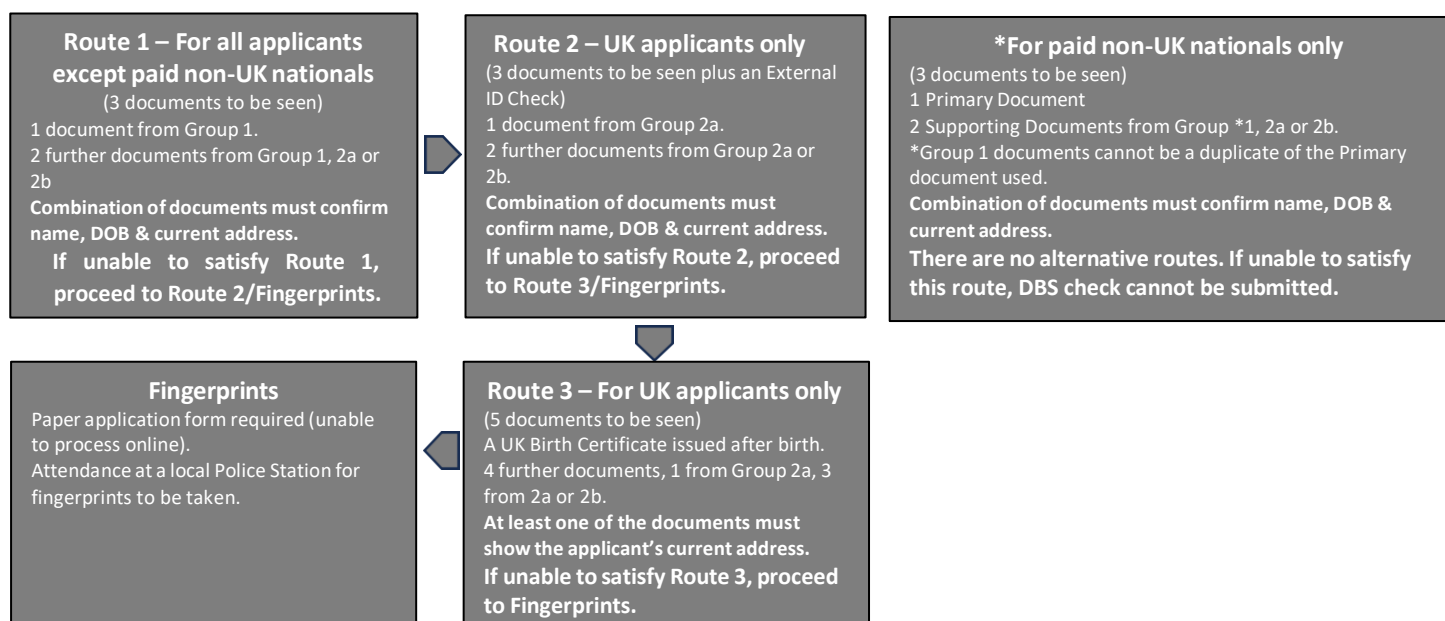 Route 1 – For all applicants
except paid non-UK nationals
(3 documents to be seen)
1 document from Group 1.
2 further documents from Group 1, 2a or
2b
Combination of documents must confirm
name, DOB & current address.
If unable to satisfy Route 1,
proceed to Route 2/Fingerprints.
Route 2 – UK applicants only
(3 documents to be seen plus an External
ID Check)
1 document from Group 2a.
2 further documents from Group 2a or
2b.
Combination of documents must
confirm name, DOB & current address.
If unable to satisfy Route 2, proceed
to Route 3/Fingerprints.
*For paid non-UK nationals only
(3 documents to be seen)
1 Primary Document
2 Supporting Documents from Group *1, 2a or 2b.
*Group 1 documents cannot be a duplicate of the Primary
document used.
Combination of documents must confirm name, DOB &
current address.
There are no alternative routes. If unable to satisfy
this route, DBS check cannot be submitted.
Fingerprints
Paper application form required (unable
to process online).
Attendance at a local Police Station for
fingerprints to be taken.
Route 3 – For UK applicants only
(5 documents to be seen)
A UK Birth Certificate issued after birth.
4 further documents, 1 from Group 2a, 3
from 2a or 2b.
At least one of the documents must
show the applicant's current address.
If unable to satisfy Route 3, proceed
to Fingerprints.